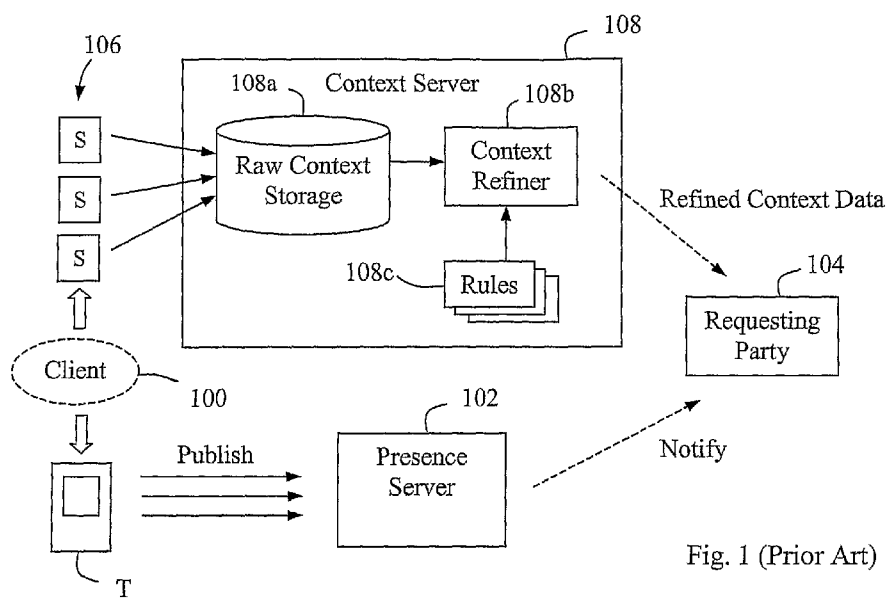 106
108
Context Server
108a
108b
S
S
S
Raw Context
Storage
Context
Refiner
Refined Context Data
108c
Rules
104
Requesting
Party
Client
100
102
Publish
Presence
Server
Notify
T
Fig. 1 (Prior Art)